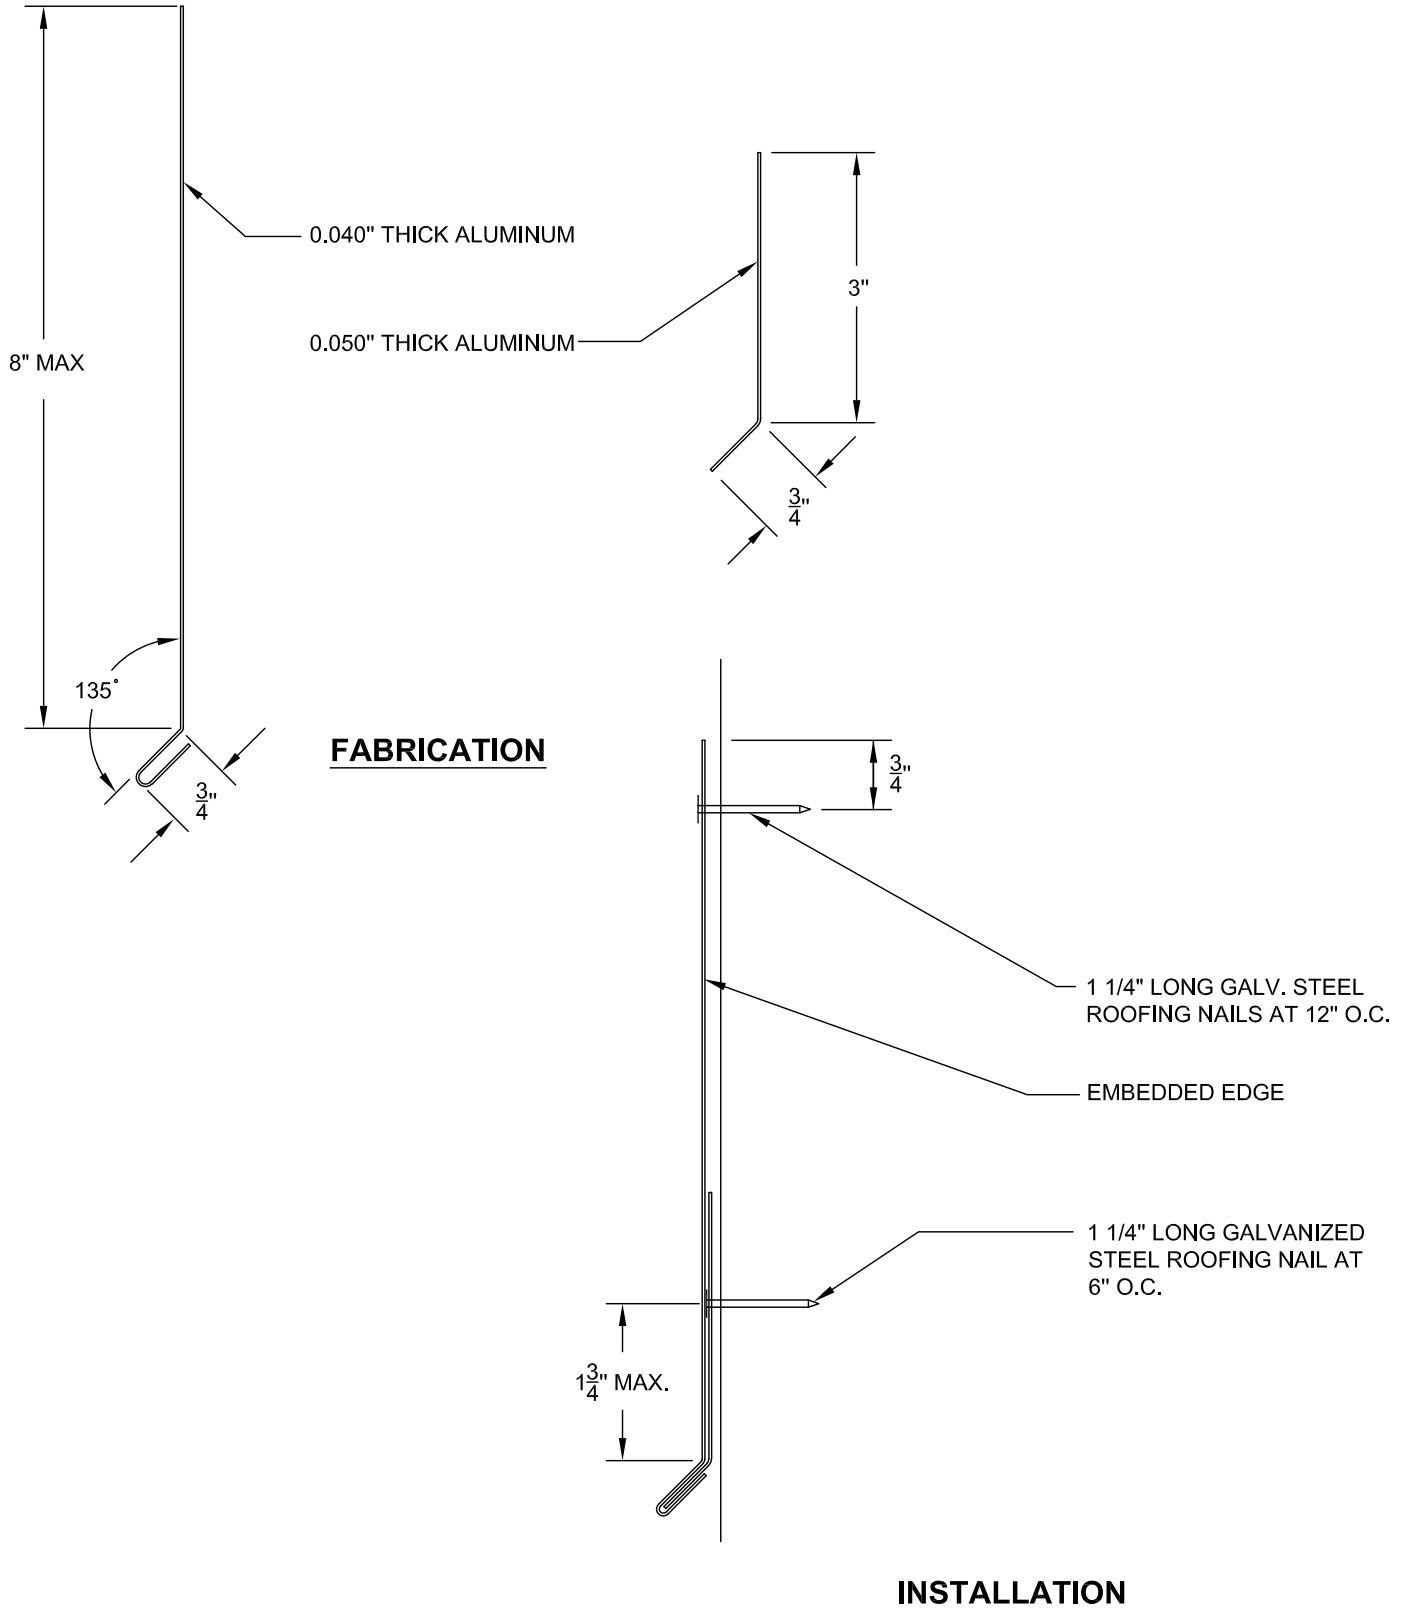 0.040" THICK ALUMINUM
3"
0.050" THICK ALUMINUM
8" MAX
3/4"
135°
FABRICATION
3/4"
3/4"
1 1/4" LONG GALV. STEEL
ROOFING NAILS AT 12" O.C.
EMBEDDED EDGE
1 1/4" LONG GALVANIZED
STEEL ROOFING NAIL AT
6" O.C.
1 3/4" MAX.
INSTALLATION